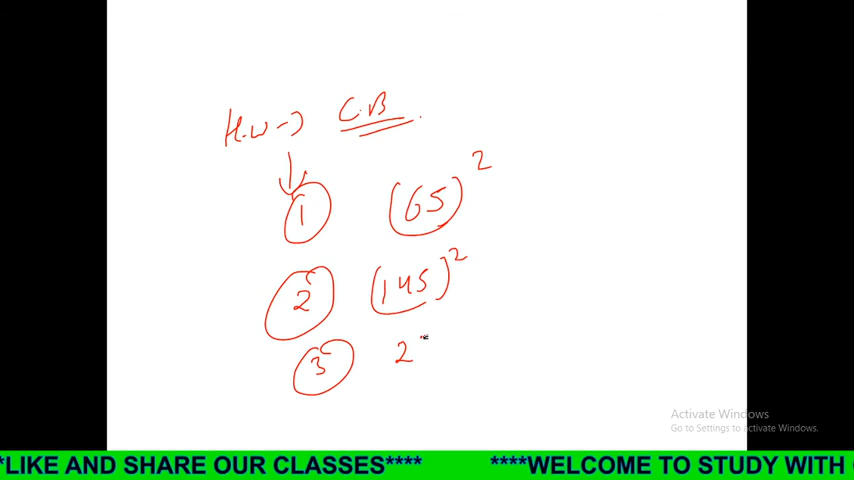 H.W → C.B.
1 (65)²
2 (145)²
3 2
Activate Windows
Go to Settings to activate Windows.
*LIKE AND SHARE OUR CLASSES**** ****WELCOME TO STUDY WITH